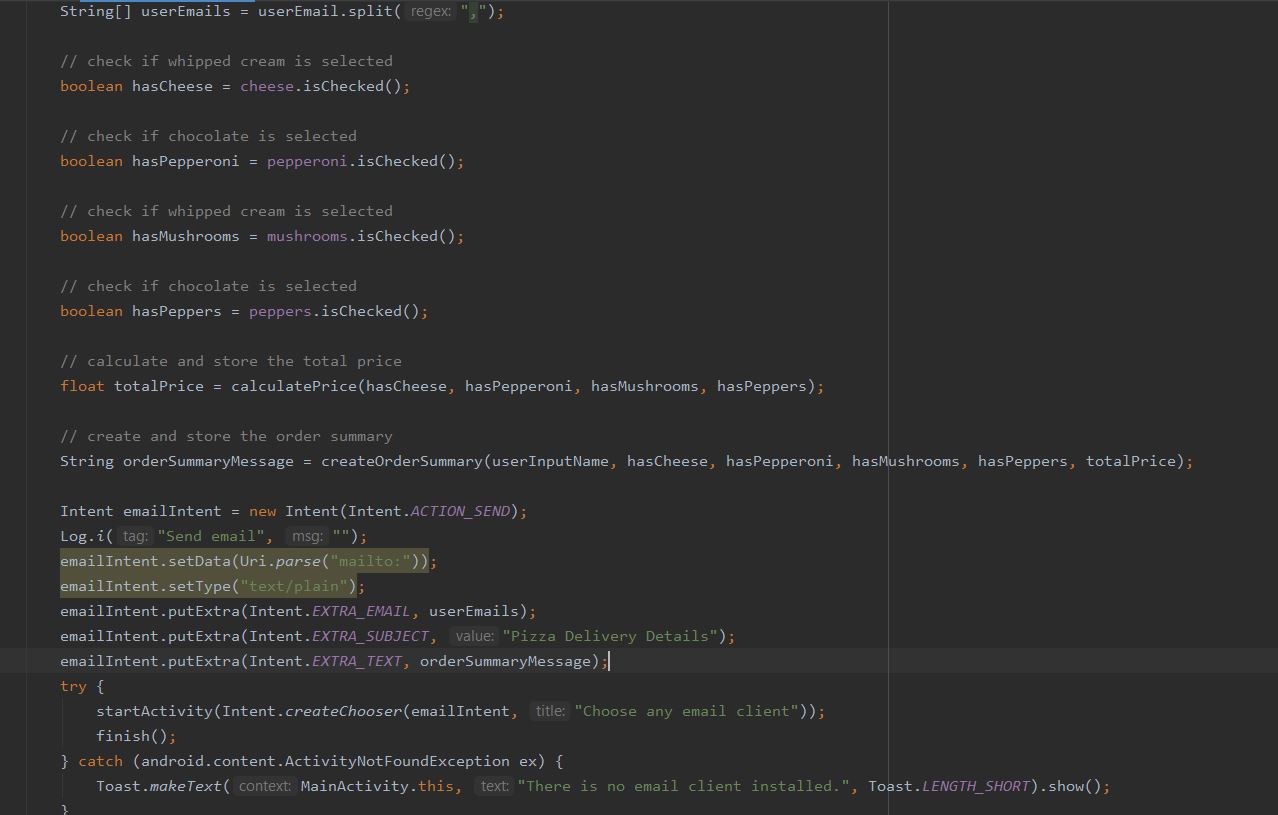 String[] userEmails = userEmail.split( regex: ",");
// check if whipped cream is selected
boolean hasCheese = cheese.isChecked();
// check if chocolate is selected
boolean hasPepperoni = pepperoni.isChecked();
// check if whipped cream is selected
boolean hasMushrooms = mushrooms.isChecked();
// check if chocolate is selected
boolean hasPeppers = peppers.isChecked();
// calculate and store the total price
float totalPrice = calculatePrice(hasCheese, hasPepperoni, hasMushrooms, hasPeppers);
// create and store the order summary
String orderSummaryMessage = createOrderSummary(userInputName, hasCheese, hasPepperoni, hasMushrooms, hasPeppers, totalPrice);
Intent emailIntent = new Intent(Intent.ACTION_SEND);
Log.i( tag: "Send email", msg: "");
emailIntent.setData(Uri.parse("mailto:"));
emailIntent.setType("text/plain");
emailIntent.putExtra(Intent.EXTRA_EMAIL, userEmails);
emailIntent.putExtra(Intent.EXTRA_SUBJECT, value: "Pizza Delivery Details");
emailIntent.putExtra(Intent.EXTRA_TEXT, orderSummaryMessage);
try {
startActivity(Intent.createChooser(emailIntent, title: "Choose any email client"));
finish();
} catch (android.content.ActivityNotFoundException ex) {
Toast.makeText( context: MainActivity.this, text: "There is no email client installed.", Toast.LENGTH_SHORT).show();
}